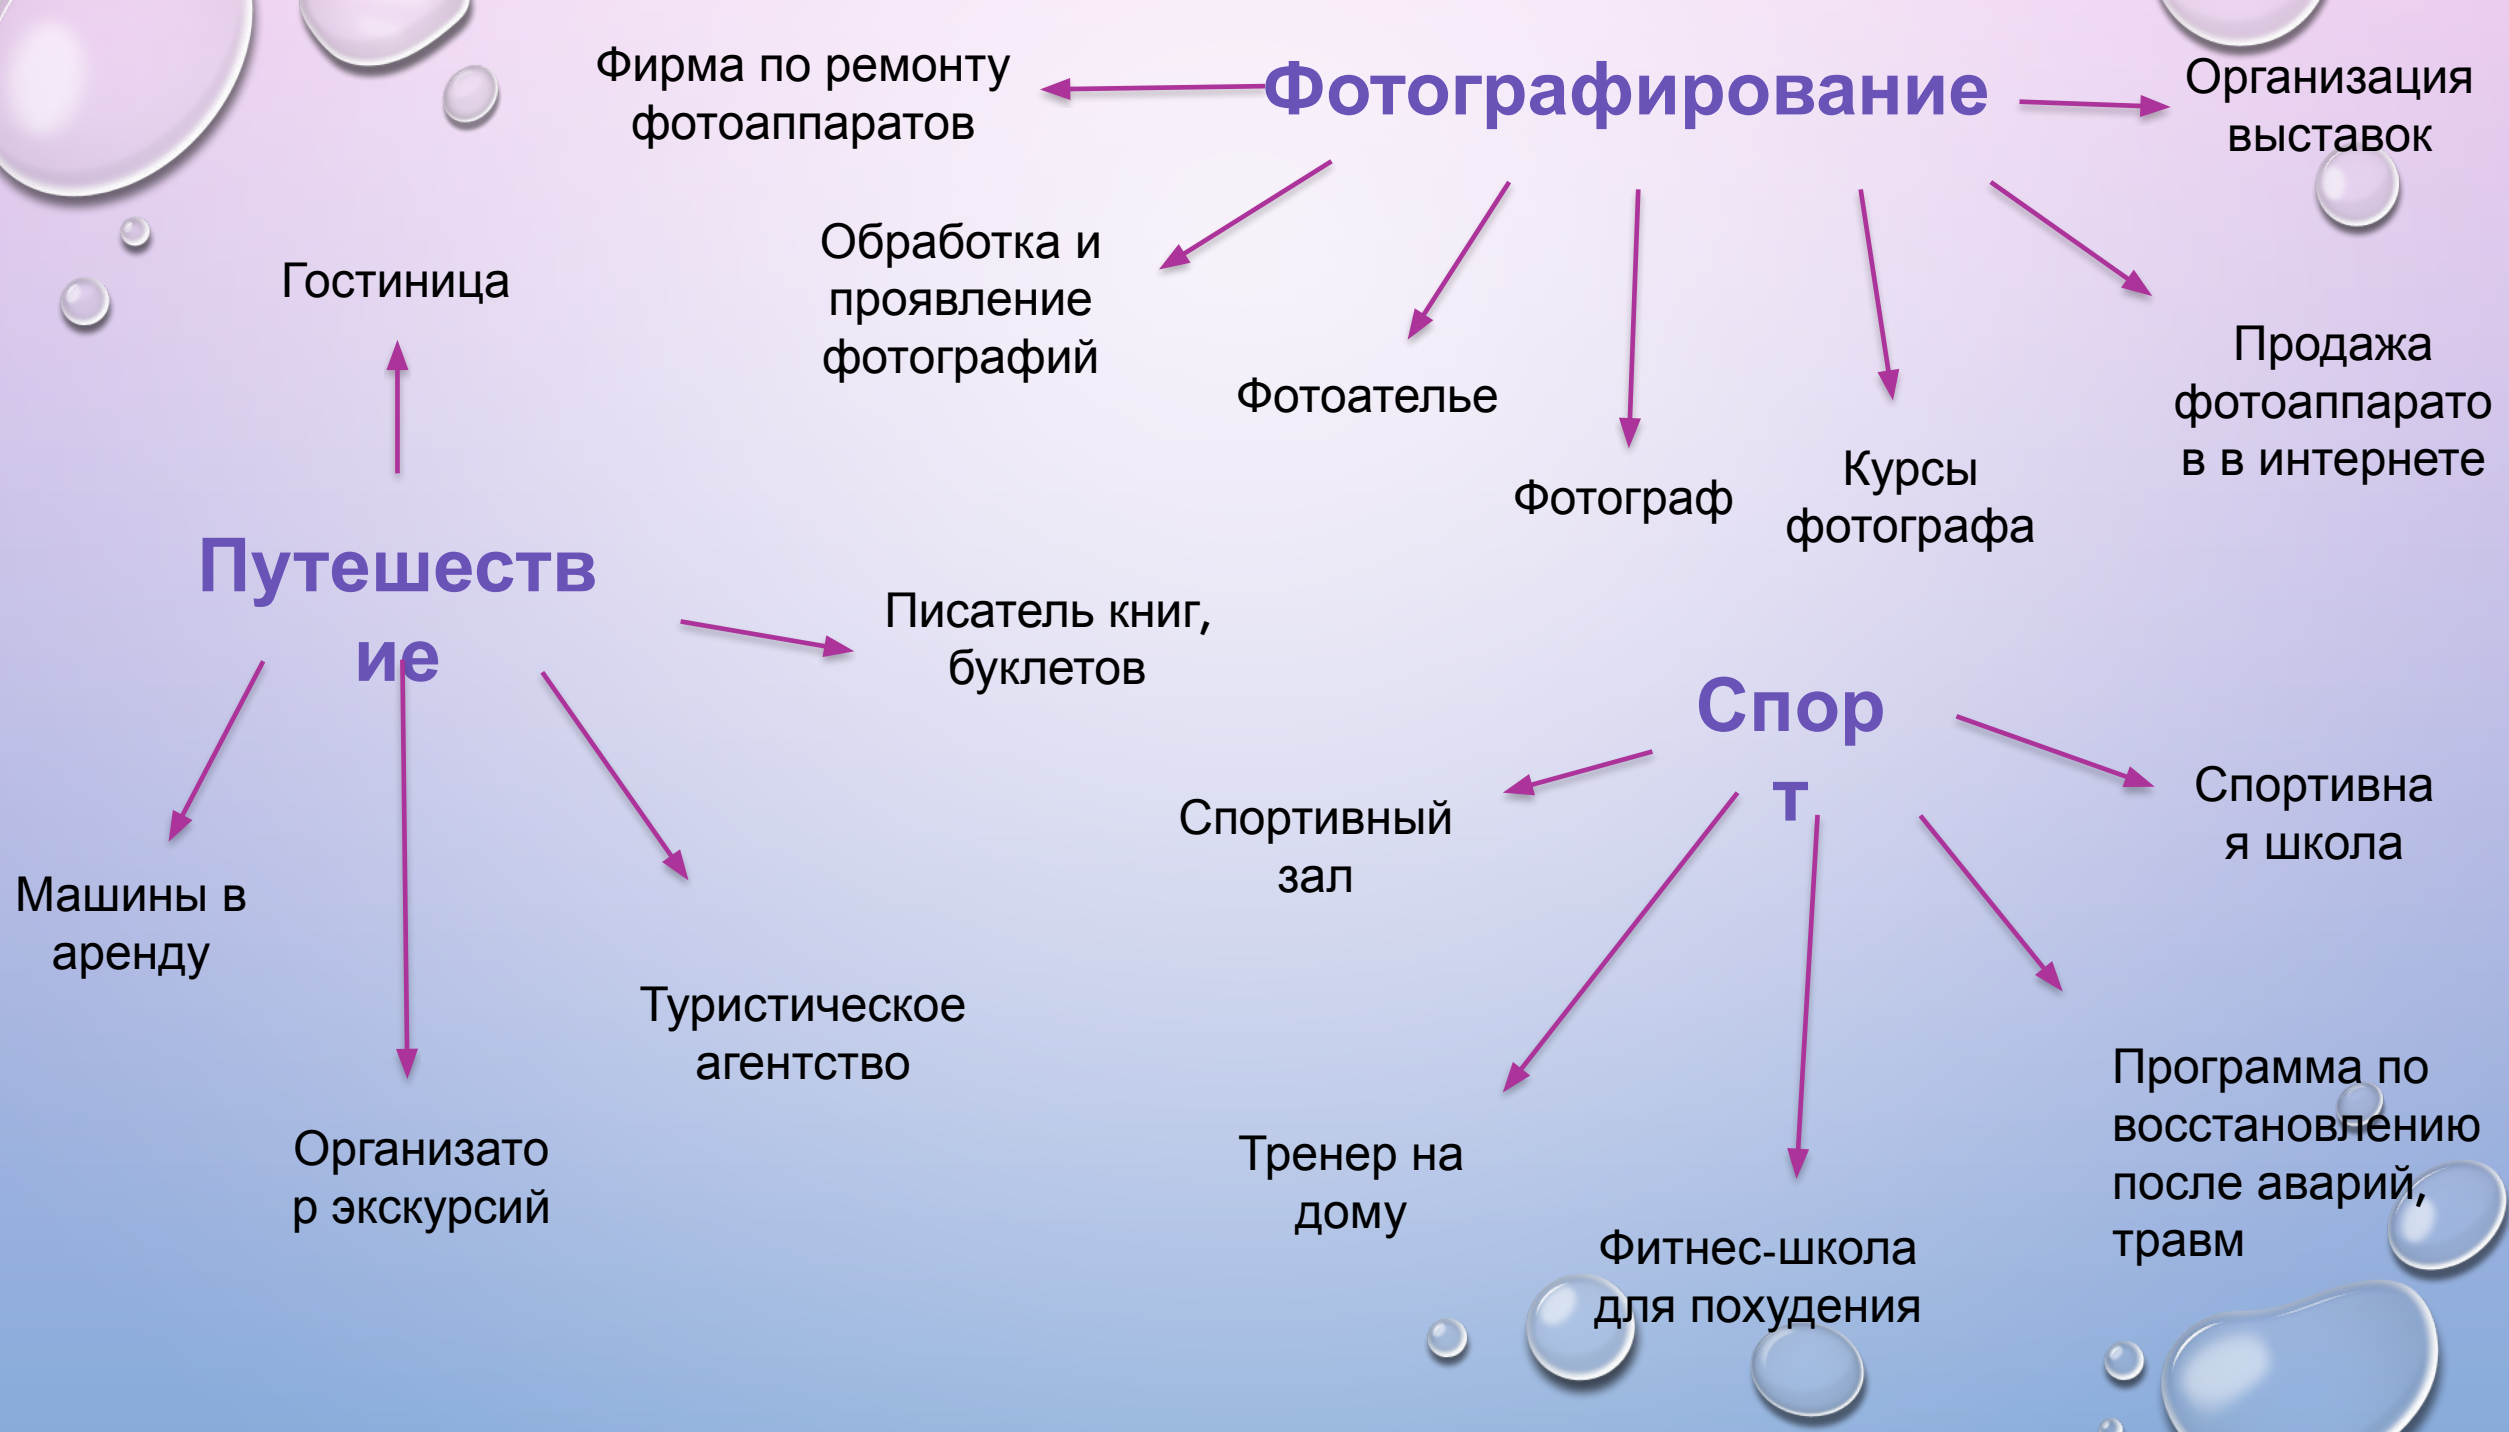 Фирма по ремонту
фотоаппаратов
Фотографирование
Организация
выставок
Обработка и
проявление
фотографий
Гостиница
Фотоателье
Фотограф
Курсы
фотографа
Продажа
фотоаппарато
в в интернете
Путешеств
ие
Писатель книг,
буклетов
Машины в
аренду
Организато
р экскурсий
Туристическое
агентство
Спор
т
Спортивный
зал
Спортивна
я школа
Тренер на
дому
Фитнес-школа
для похудения
Программа по
восстановлению
после аварий,
травм